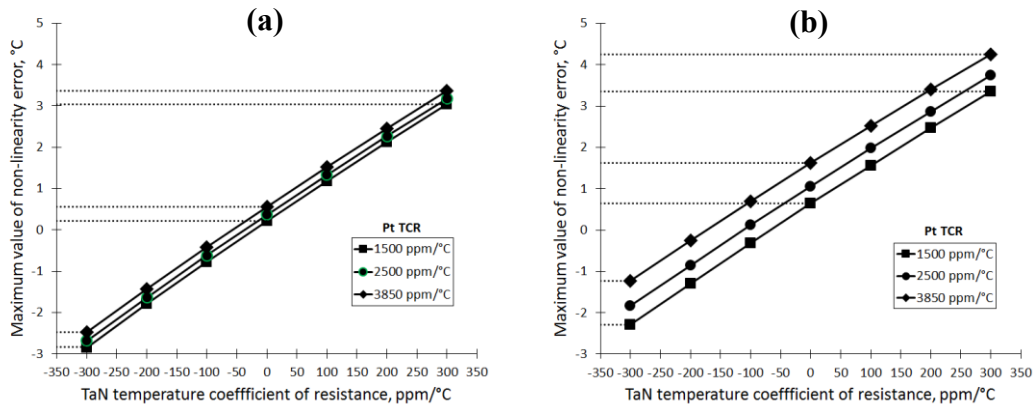 (a)
5
4
3
2
1
0
-1
-2
-3
Maximum value of non-linearity error, °C
Pt TCR
1500 ppm/°C
2500 ppm/°C
3850 ppm/°C
-350 -300 -250 -200 -150 -100 -50 0 50 100 150 200 250 300 350
TaN temperature coeffficient of resistance, ppm/°C
(b)
5
4
3
2
1
0
-1
-2
-3
Maximum value of non-linearity error, °C
Pt TCR
1500 ppm/°C
2500 ppm/°C
3850 ppm/°C
-350 -300 -250 -200 -150 -100 -50 0 50 100 150 200 250 300 350
TaN temperature coeffficient of resistance, ppm/°C